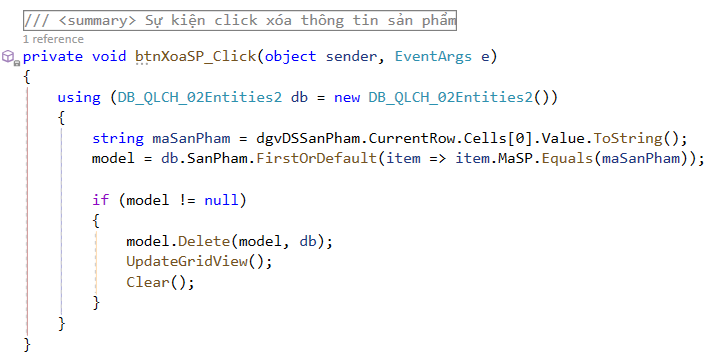 /// <summary> Sự kiện click xóa thông tin sản phẩm
1 reference
private void btnXoaSP_Click(object sender, EventArgs e)
{
using (DB_QLCH_02Entities2 db = new DB_QLCH_02Entities2())
{
string maSanPham = dgvDSSanPham.CurrentRow.Cells[0].Value.ToString();
model = db.SanPham.FirstOrDefault(item => item.MaSP.Equals(maSanPham));
if (model != null)
{
model.Delete(model, db);
UpdateGridView();
Clear();
}
}
}